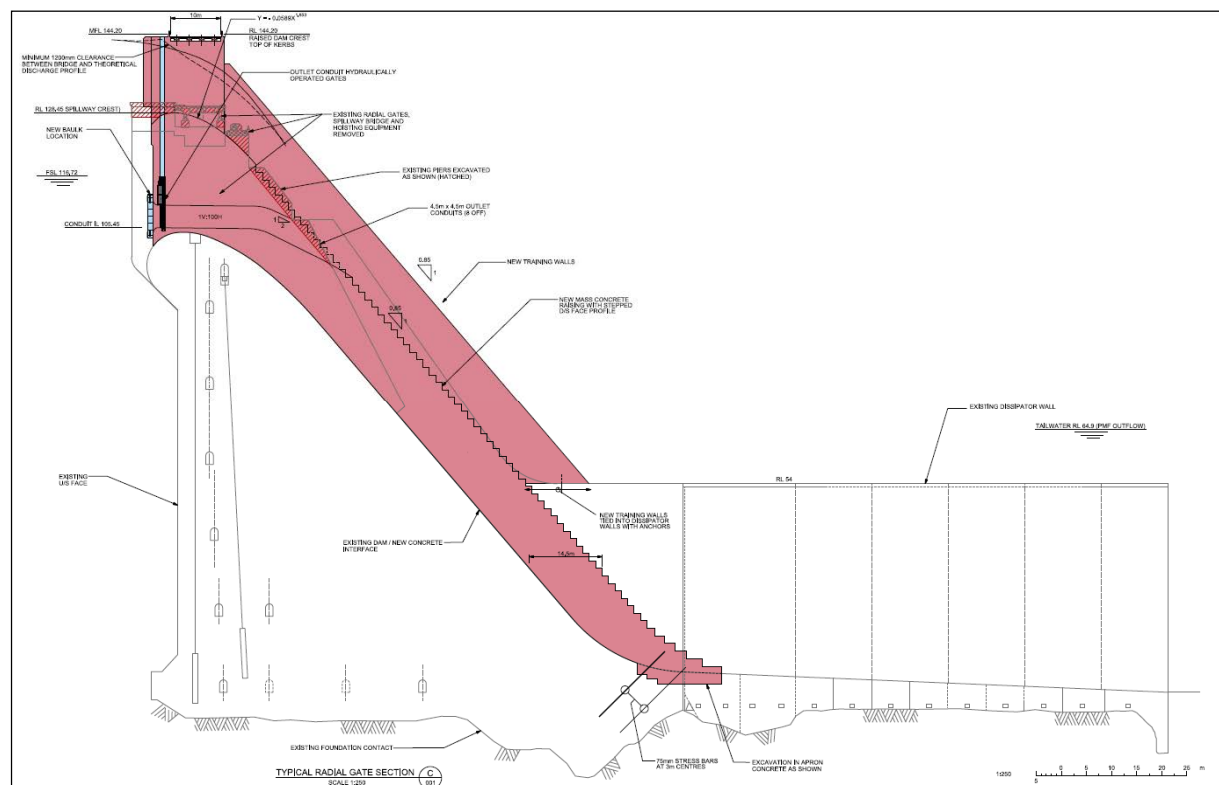 10m
Y = - 0,0589X
MFL 144,20
RL 144,20
RAISED DAM CREST
TOP OF KERBS
MINIMUM 1200mm CLEARANCE
BETWEEN BRIDGE AND THEORETICAL
DISCHARGE PROFILE
OUTLET CONDUIT HYDRAULICALLY
OPERATED GATES
RL 128,45 SPILLWAY CREST)
EXISTING RADIAL GATES,
SPILLWAY BRIDGE AND
HOISTING EQUIPMENT
REMOVED
NEW BAULK
LOCATION
FSL 116,72
EXISTING PIERS EXCAVATED
AS SHOWN (HATCHED)
4,5m x 4,5m OUTLET
CONDUITS (8 OFF)
1V:100H
1
2
CONDUIT IL 105,45
0,85
1
NEW TRAINING WALLS
NEW MASS CONCRETE
RAISING WITH STEPPED
D/S FACE PROFILE
0,85
1
EXISTING DISSIPATOR WALL
TAILWATER RL 64.9 (PMF OUTFLOW)
EXISTING
U/S FACE
RL 54
NEW TRAINING WALLS
TIED INTO DISSIPATOR
WALLS WITH ANCHORS
EXISTING DAM / NEW CONCRETE
INTERFACE
14,5m
EXISTING FOUNDATION CONTACT
75mm STRESS BARS
AT 3m CENTRES
EXCAVATION IN APRON
CONCRETE AS SHOWN
TYPICAL RADIAL GATE SECTION
C
001
SCALE 1:250
1:250
5 0 5 10 15 20 25 m